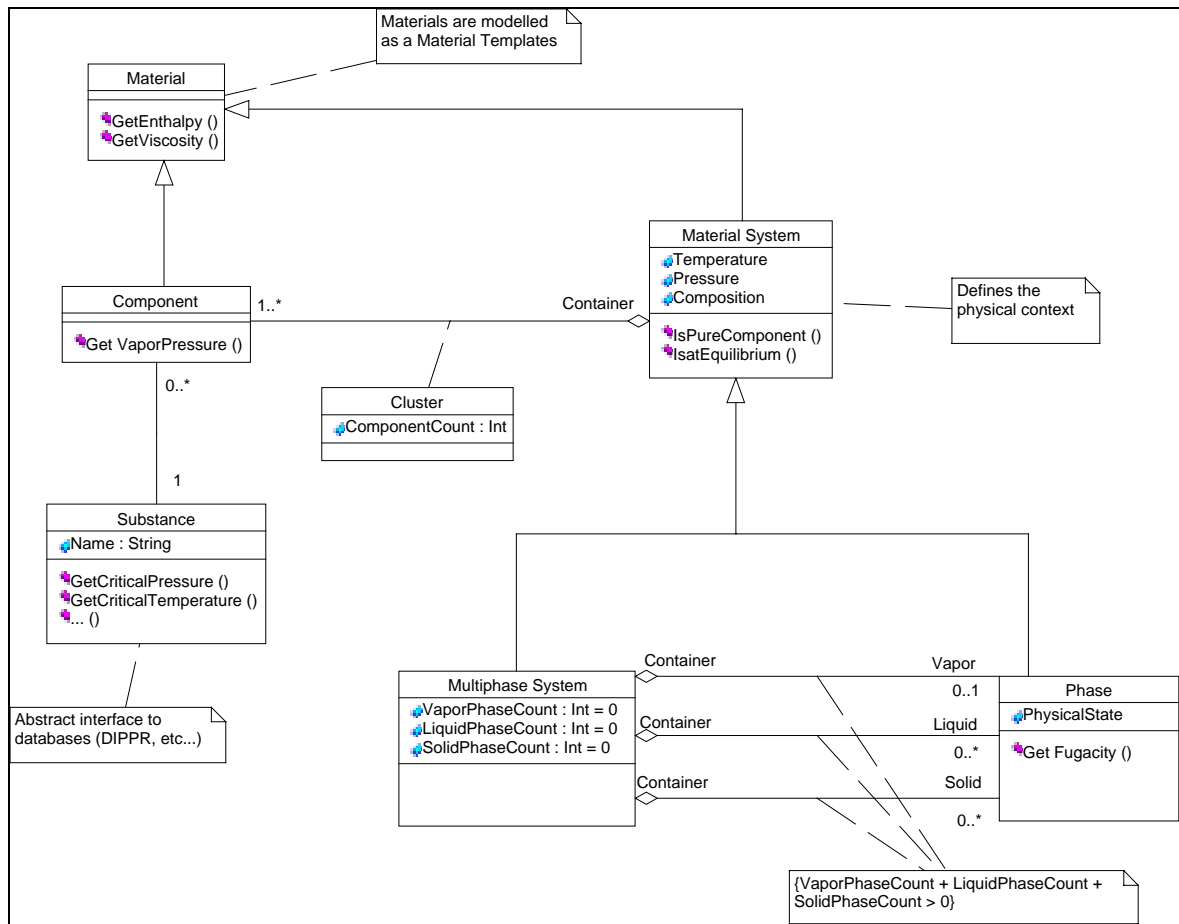 Materials are modelled
as a Material Templates
Material
GetEnthalpy ()
GetViscosity ()
Material System
Temperature
Pressure
Composition
IsPureComponent ()
IsatEquilibrium ()
Defines the
physical context
Component
Get VaporPressure ()
1..*
Container
0..*
Cluster
ComponentCount : Int
1
Substance
Name : String
GetCriticalPressure ()
GetCriticalTemperature ()
... ()
Abstract interface to
databases (DIPPR, etc...)
Multiphase System
VaporPhaseCount : Int = 0
LiquidPhaseCount : Int = 0
SolidPhaseCount : Int = 0
Container
Vapor
0..1
Container
Liquid
0..*
Container
Solid
0..*
Phase
PhysicalState
Get Fugacity ()
{VaporPhaseCount + LiquidPhaseCount +
SolidPhaseCount > 0}